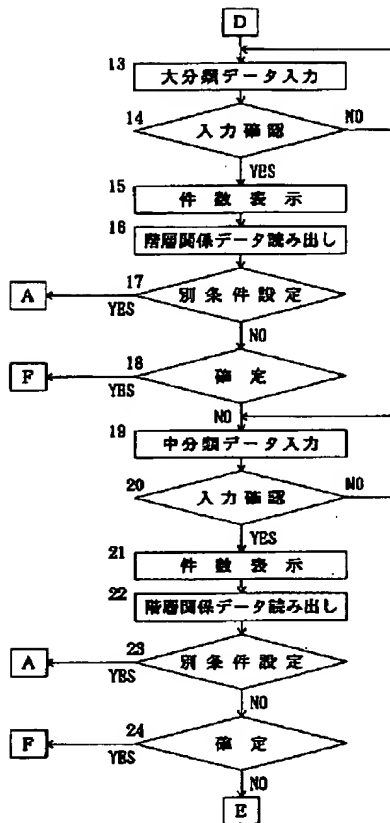 D
13
大分類データ入力
14
入力確認
NO
YES
15
件数表示
16
階層関係データ読み出し
17
A
別条件設定
YES
NO
18
F
確定
YES
NO
19
中分類データ入力
20
入力確認
NO
YES
21
件数表示
22
階層関係データ読み出し
23
A
別条件設定
YES
NO
24
F
確定
YES
NO
E